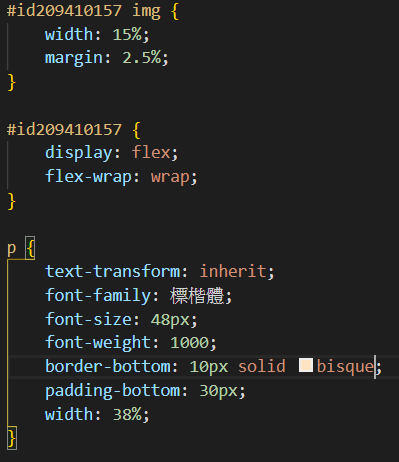 #id209410157 img {
    width: 15%;
    margin: 2.5%;
}

#id209410157 {
    display: flex;
    flex-wrap: wrap;
}

p {
    text-transform: inherit;
    font-family: 標楷體;
    font-size: 48px;
    font-weight: 1000;
    border-bottom: 10px solid bisque;
    padding-bottom: 30px;
    width: 38%;
}